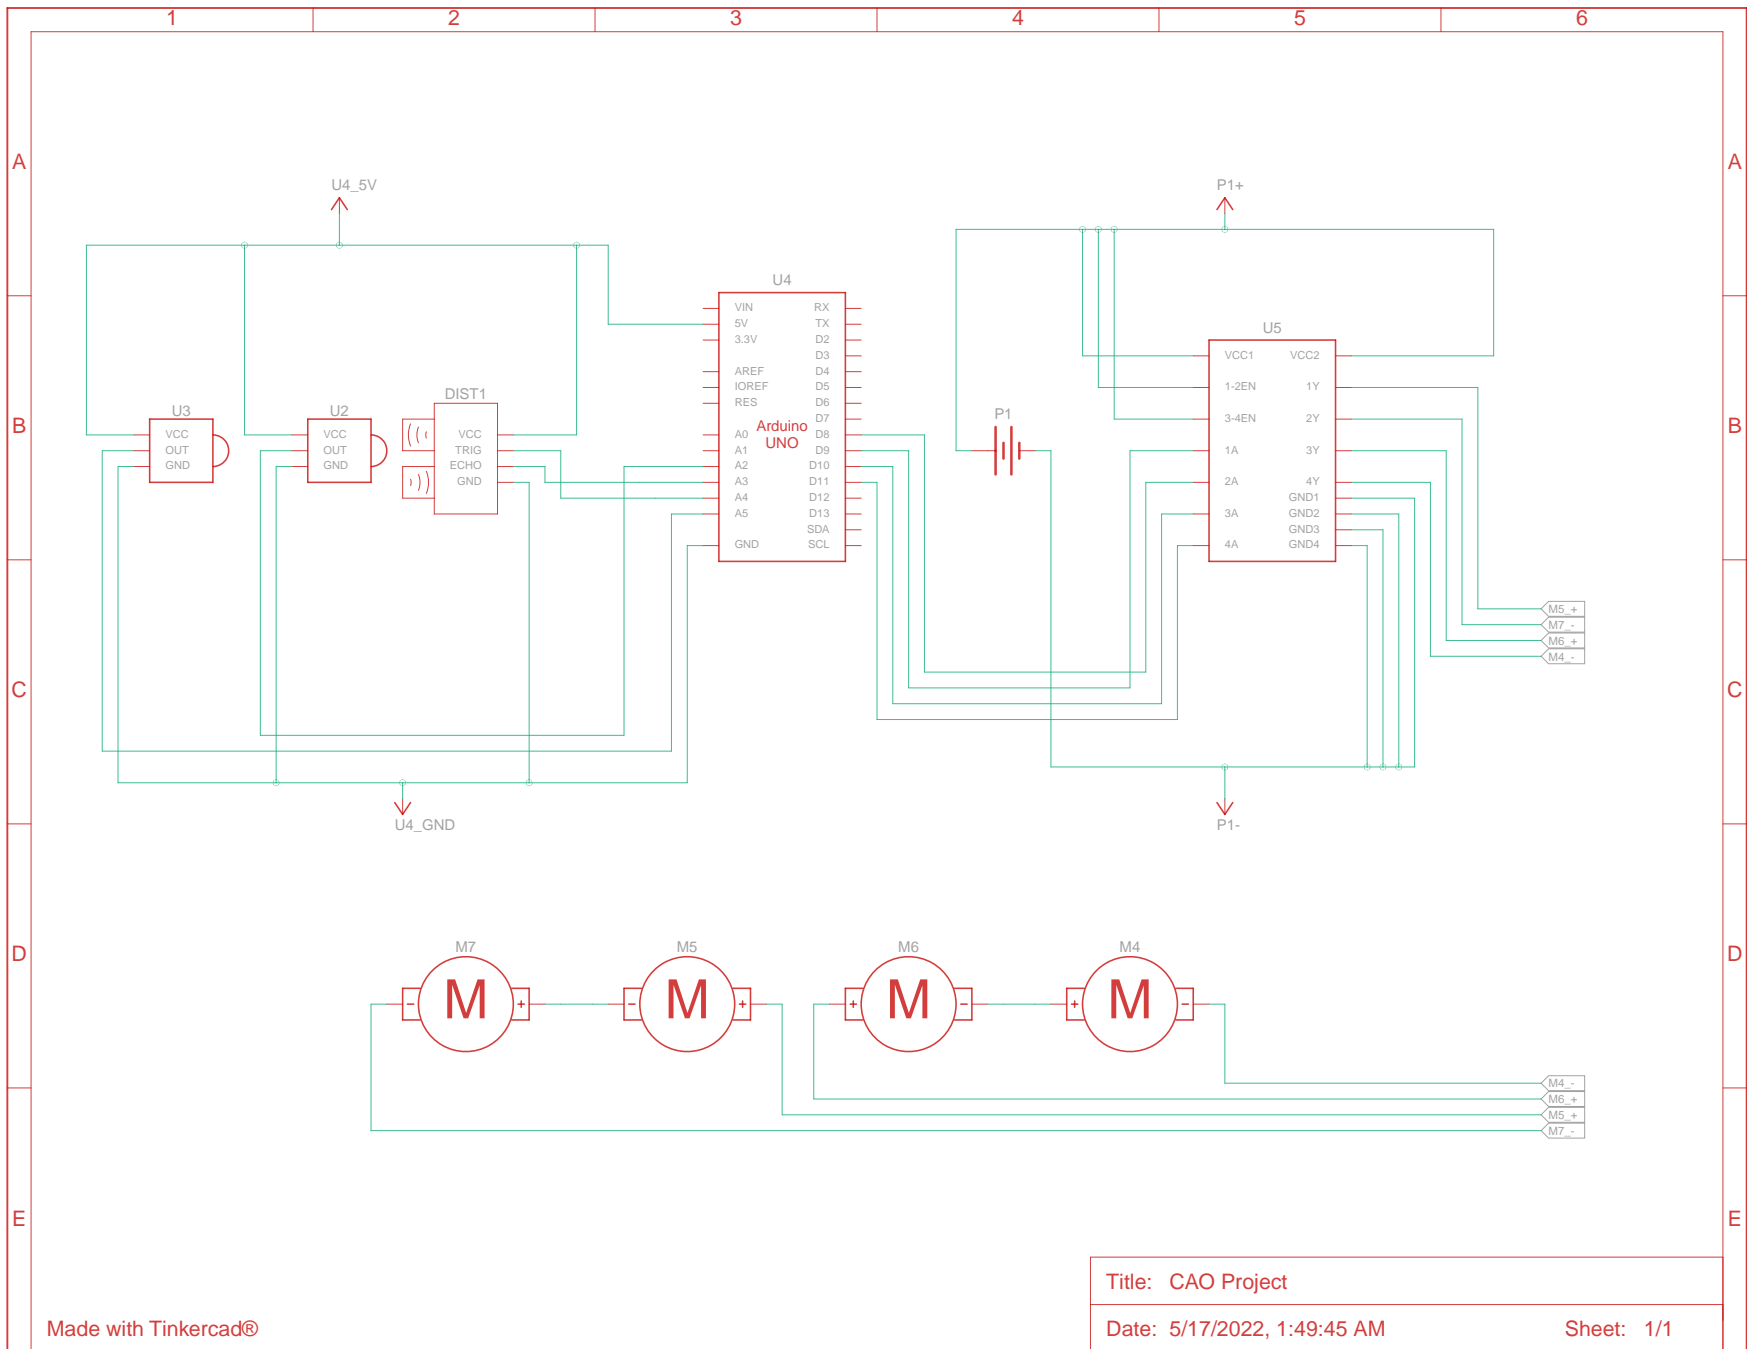 1 2 3 4 5 6
A A
U4_5V P1+
U4
VIN RX
5V TX
3.3V D2
D3
AREF D4
IOREF D5
RES D6
D7
A0 D8
A1 D9
A2 D10
A3 D11
A4 D12
A5 D13
SDA
GND SCL
Arduino
UNO
U5
VCC1 VCC2
1-2EN 1Y
3-4EN 2Y
1A 3Y
2A 4Y
GND1
3A GND2
GND3
4A GND4
B B
U3
VCC
OUT
GND
U2
VCC
OUT
GND
DIST1
VCC
TRIG
ECHO
GND
P1
M5_+
M7_-
M6_+
M4_-
C C
U4_GND P1-
D D
M7 M5 M6 M4
M M M M
- + - + + - + -
M4_-
M6_+
M5_+
M7_-
E E
Title: CAO Project
Made with Tinkercad®
Date: 5/17/2022, 1:49:45 AM Sheet: 1/1